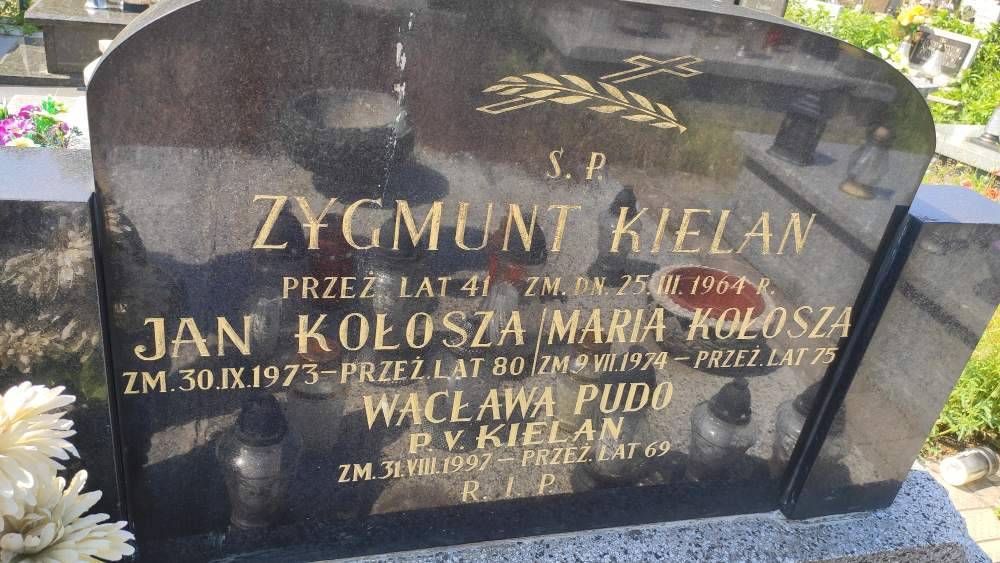 Ś. P.
ZYGMUNT KIELAN
PRZEŻ LAT 41 ZM. DN. 25 III. 1964 R.
JAN KOŁOSZA / MARIA KOŁOSZA
ZM. 30.IX.1973 – PRZEŻ. LAT 80 / ZM 9 VII. 1974 – PRZEŻ. LAT 75
WACŁAWA PUDO
P. V. KIELAN
ZM. 31. VIII. 1997 – PRZEŻ. LAT 69
R. I P.